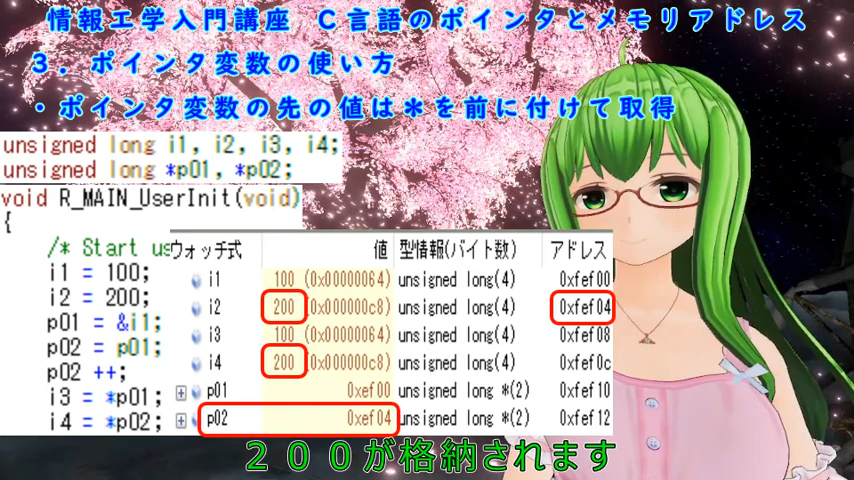 情報工学入門講座 C言語のポインタとメモリアドレス
３．ポインタ変数の使い方
・ポインタ変数の先の値は＊を前に付けて取得
unsigned long i1, i2, i3, i4;
unsigned long *p01, *p02;
void R_MAIN_UserInit(void)
{
/* Start us
i1 = 100;
i2 = 200;
p01 = &i1;
p02 = p01;
p02 ++;
i3 = *p01;
i4 = *p02;
ウォッチ式 値 型情報(バイト数) アドレス
i1 100 (0x00000064) unsigned long(4) 0xfef00
i2 200 (0x000000c8) unsigned long(4) 0xfef04
i3 100 (0x00000064) unsigned long(4) 0xfef08
i4 200 (0x000000c8) unsigned long(4) 0xfef0c
p01 0xef00 unsigned long *(2) 0xfef10
p02 0xef04 unsigned long *(2) 0xfef12
２００が格納されます